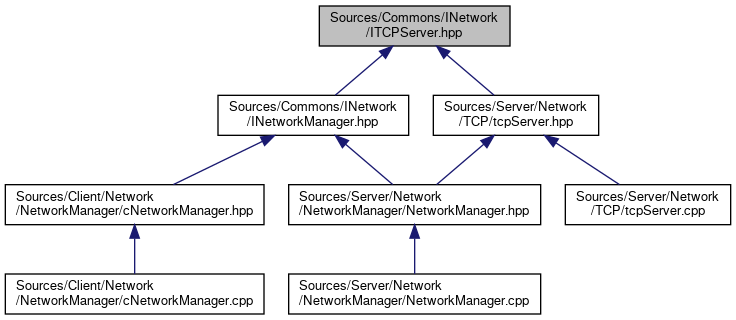 Sources/Commons/INetwork
/ITCPServer.hpp
Sources/Commons/INetwork
/INetworkManager.hpp
Sources/Server/Network
/TCP/tcpServer.hpp
Sources/Client/Network
/NetworkManager/cNetworkManager.hpp
Sources/Server/Network
/NetworkManager/NetworkManager.hpp
Sources/Server/Network
/TCP/tcpServer.cpp
Sources/Client/Network
/NetworkManager/cNetworkManager.cpp
Sources/Server/Network
/NetworkManager/NetworkManager.cpp